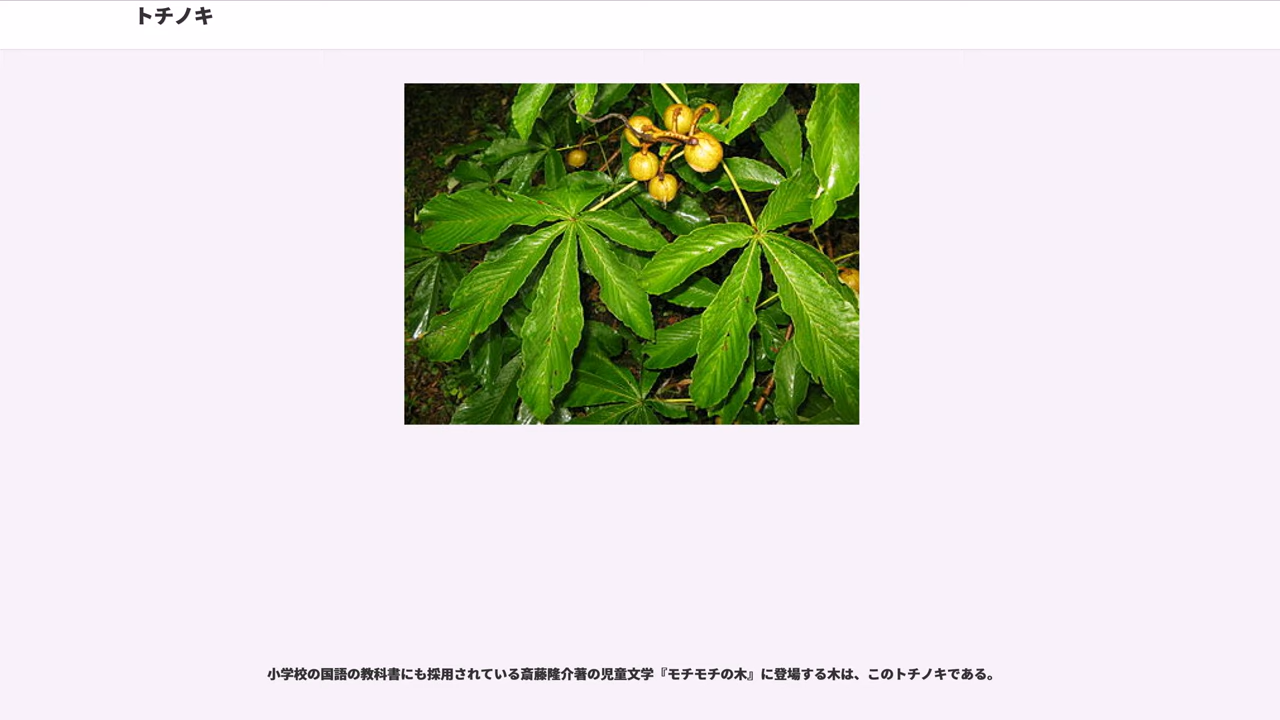 トチノキ
小学校の国語の教科書にも採用されている斎藤隆介著の児童文学『モチモチの木』に登場する木は、このトチノキである。